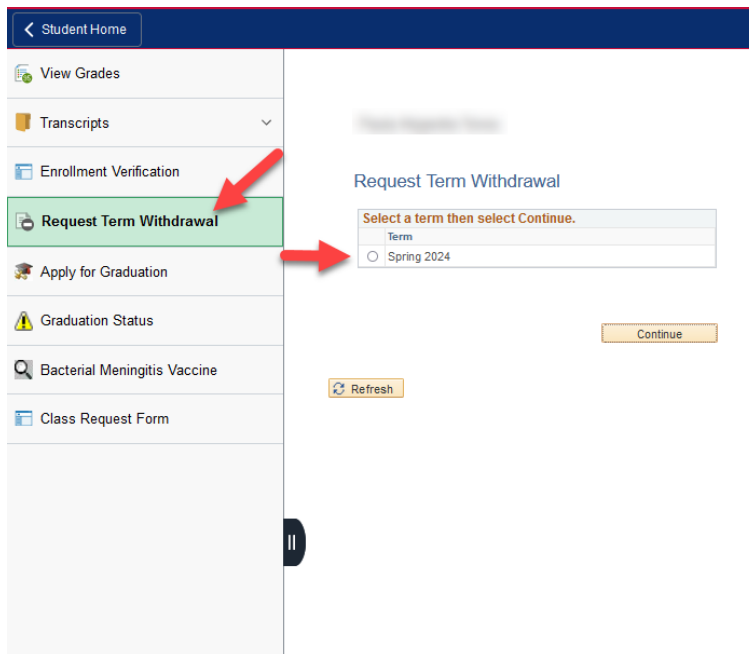 Student Home
View Grades
Transcripts
Enrollment Verification
Request Term Withdrawal
Apply for Graduation
Graduation Status
Bacterial Meningitis Vaccine
Class Request Form
Request Term Withdrawal
Select a term then select Continue.
Term
Spring 2024
Continue
Refresh